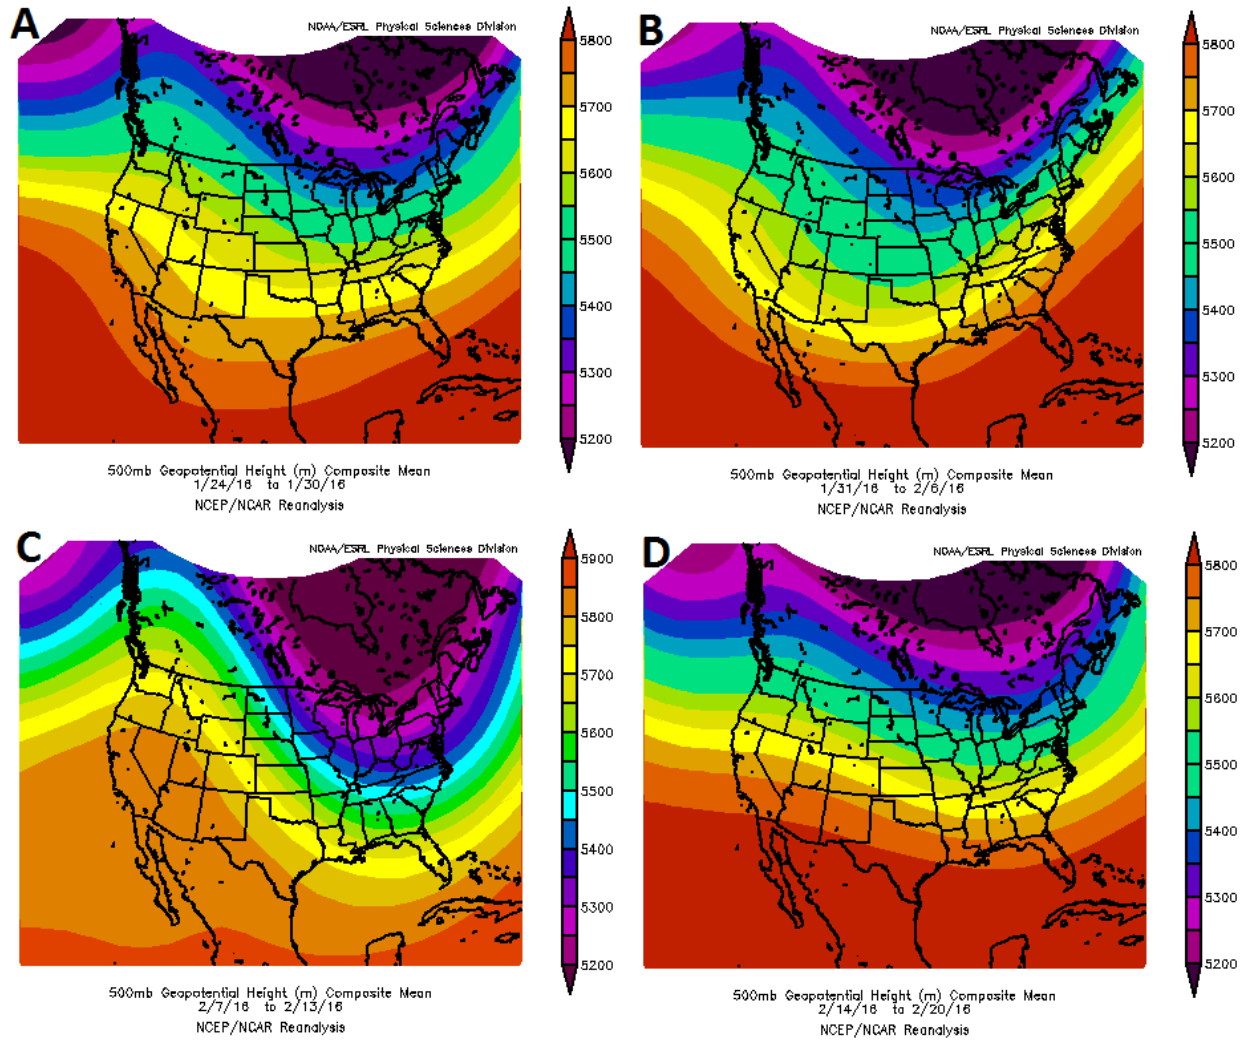 A
NOAA/ESRL Physical Sciences Division
5800
5700
5600
5500
5400
5300
5200
500mb Geopotential Height (m) Composite Mean
1/24/16 to 1/30/16
NCEP/NCAR Reanalysis
B
NOAA/ESRL Physical Sciences Division
5800
5700
5600
5500
5400
5300
5200
500mb Geopotential Height (m) Composite Mean
1/31/16 to 2/6/16
NCEP/NCAR Reanalysis
C
NOAA/ESRL Physical Sciences Division
5900
5800
5700
5600
5500
5400
5300
5200
500mb Geopotential Height (m) Composite Mean
2/7/16 to 2/13/16
NCEP/NCAR Reanalysis
D
NOAA/ESRL Physical Sciences Division
5800
5700
5600
5500
5400
5300
5200
500mb Geopotential Height (m) Composite Mean
2/14/16 to 2/20/16
NCEP/NCAR Reanalysis